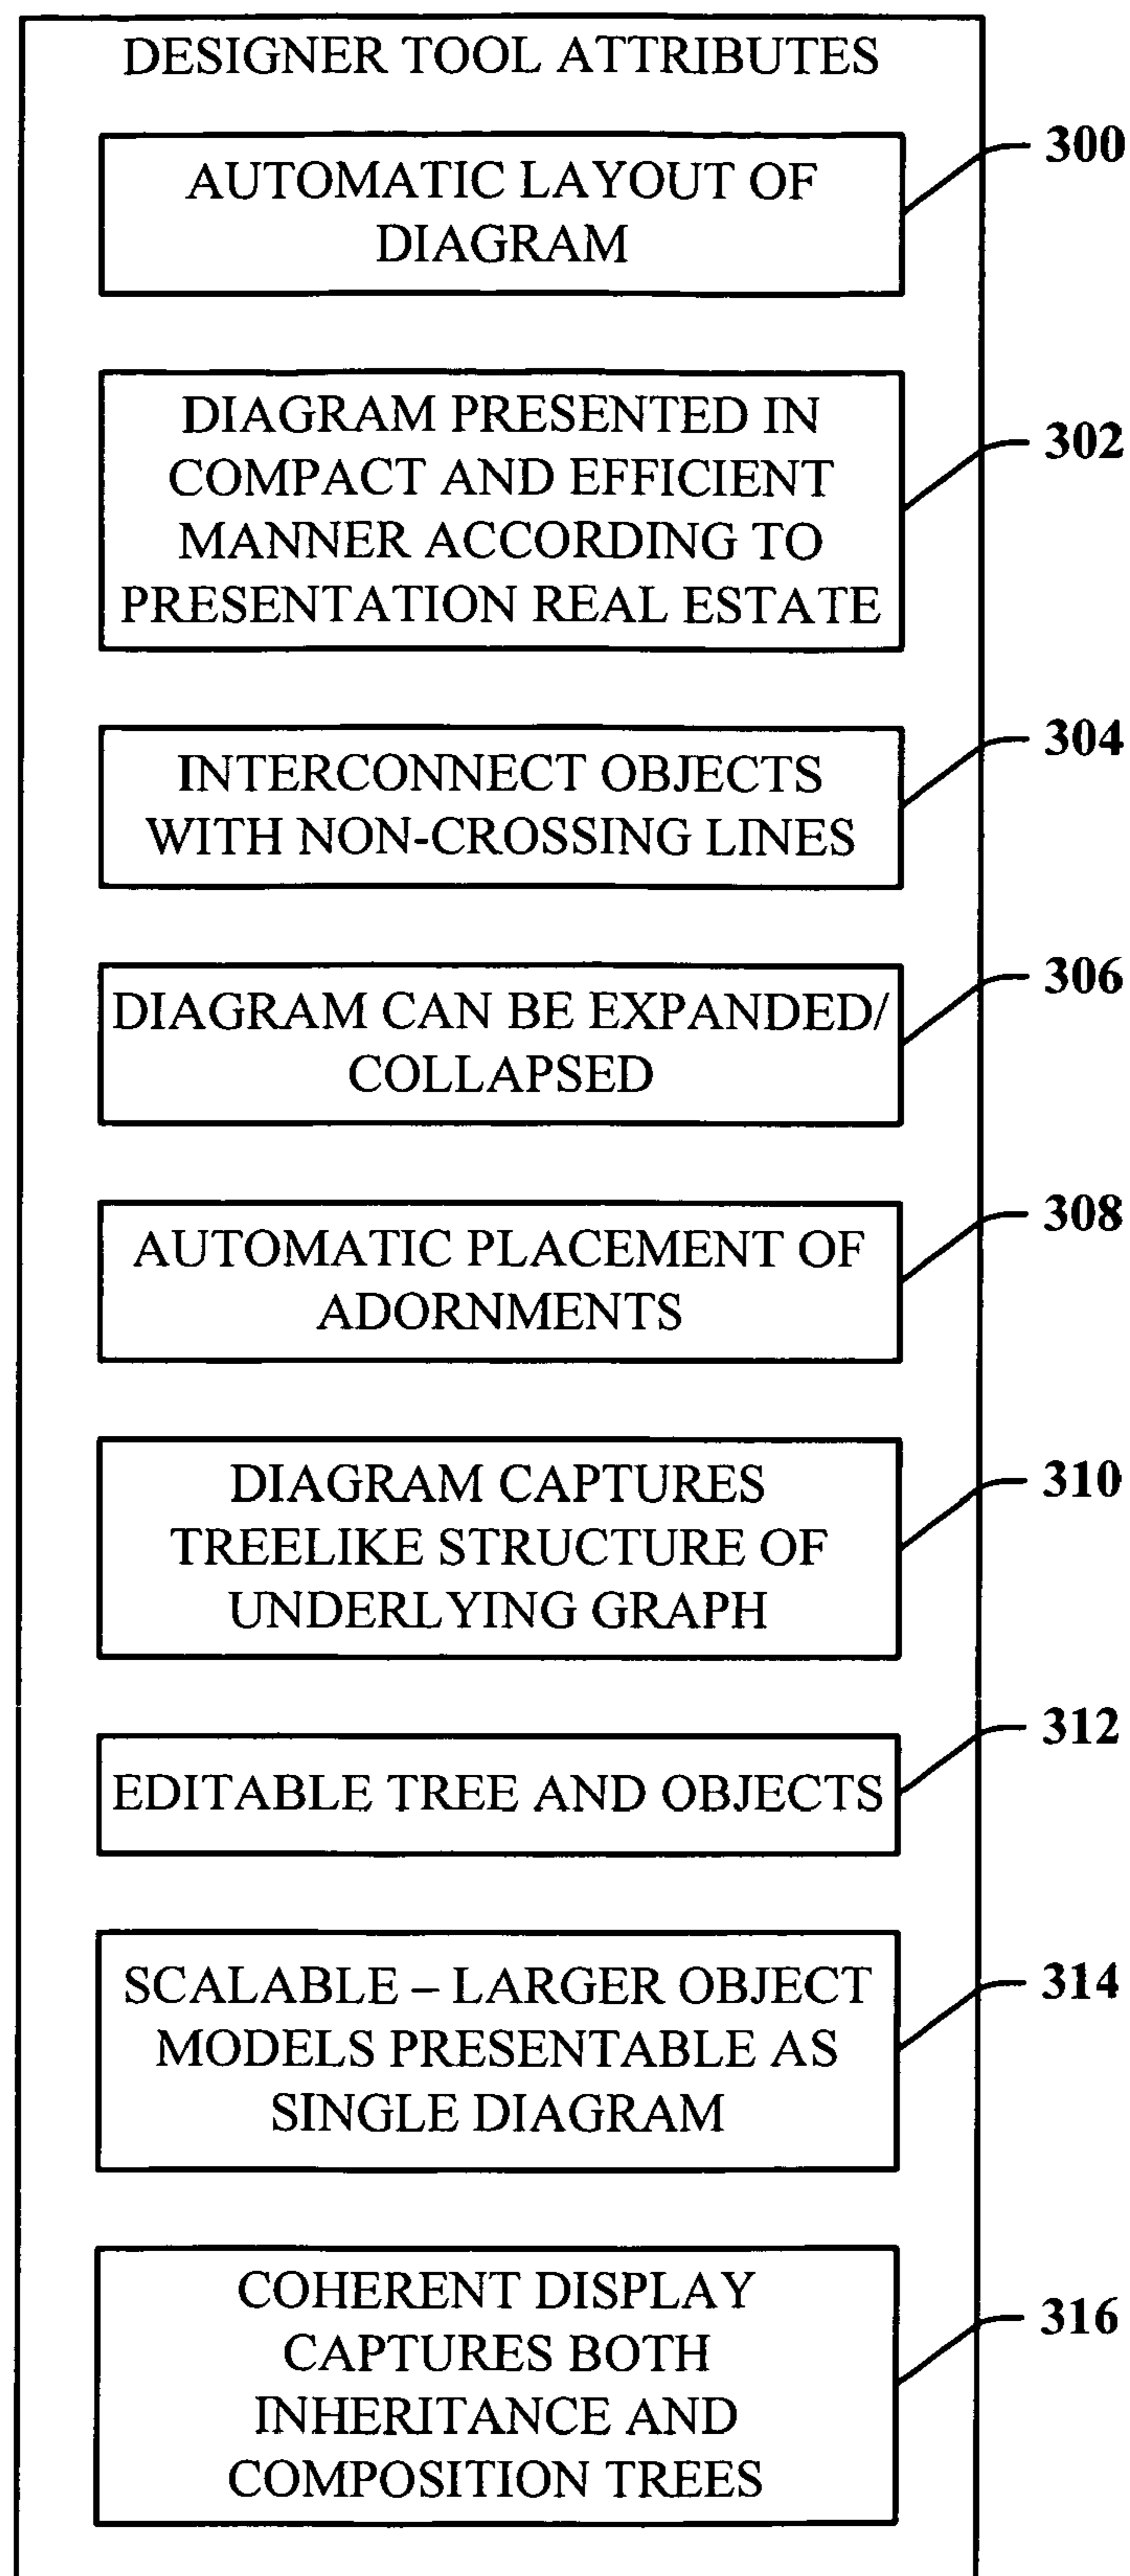 DESIGNER TOOL ATTRIBUTES
300
AUTOMATIC LAYOUT OF
DIAGRAM
302
DIAGRAM PRESENTED IN
COMPACT AND EFFICIENT
MANNER ACCORDING TO
PRESENTATION REAL ESTATE
304
INTERCONNECT OBJECTS
WITH NON-CROSSING LINES
306
DIAGRAM CAN BE EXPANDED/
COLLAPSED
308
AUTOMATIC PLACEMENT OF
ADORNMENTS
310
DIAGRAM CAPTURES
TREELIKE STRUCTURE OF
UNDERLYING GRAPH
312
EDITABLE TREE AND OBJECTS
314
SCALABLE – LARGER OBJECT
MODELS PRESENTABLE AS
SINGLE DIAGRAM
316
COHERENT DISPLAY
CAPTURES BOTH
INHERITANCE AND
COMPOSITION TREES